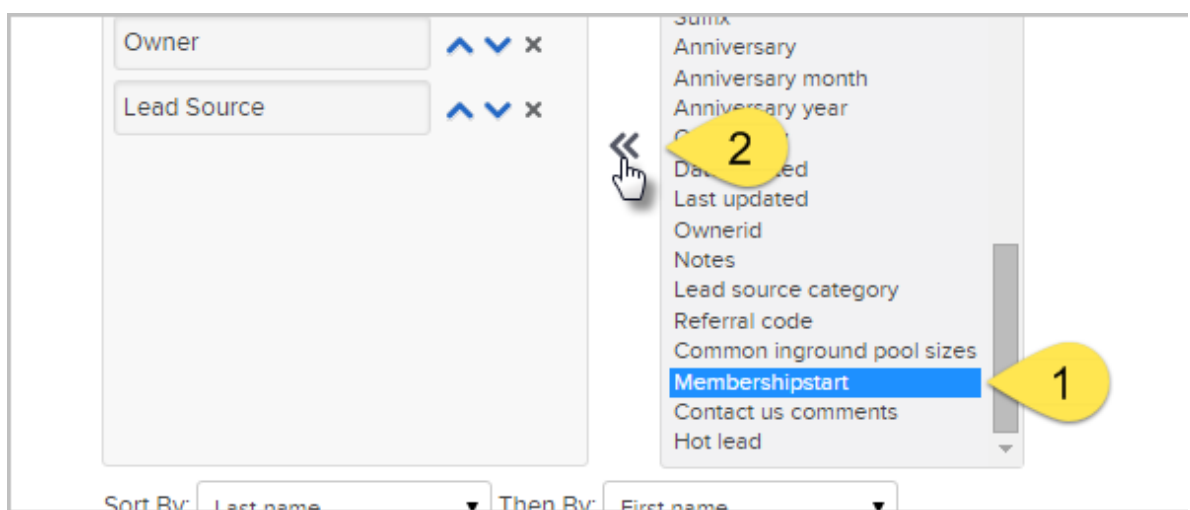 Owner
Lead Source
Suffix
Anniversary
Anniversary month
Anniversary year
2
Last updated
Ownerid
Notes
Lead source category
Referral code
Common inground pool sizes
Membershipstart
1
Contact us comments
Hot lead
Sort By: Last name Then By: First name